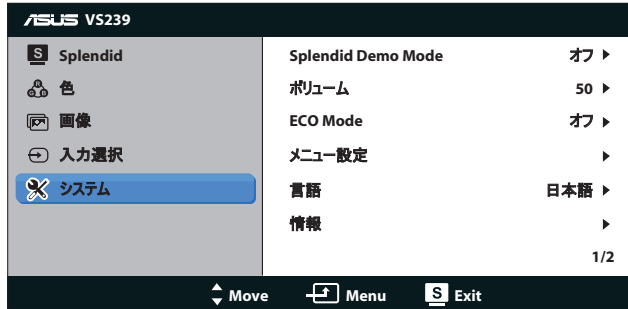 ASUS VS239
S Splendid
色
画像
入力選択
システム
Splendid Demo Mode オフ
ボリューム 50
ECO Mode オフ
メニュー設定
言語 日本語
情報
1/2
Move Menu S Exit